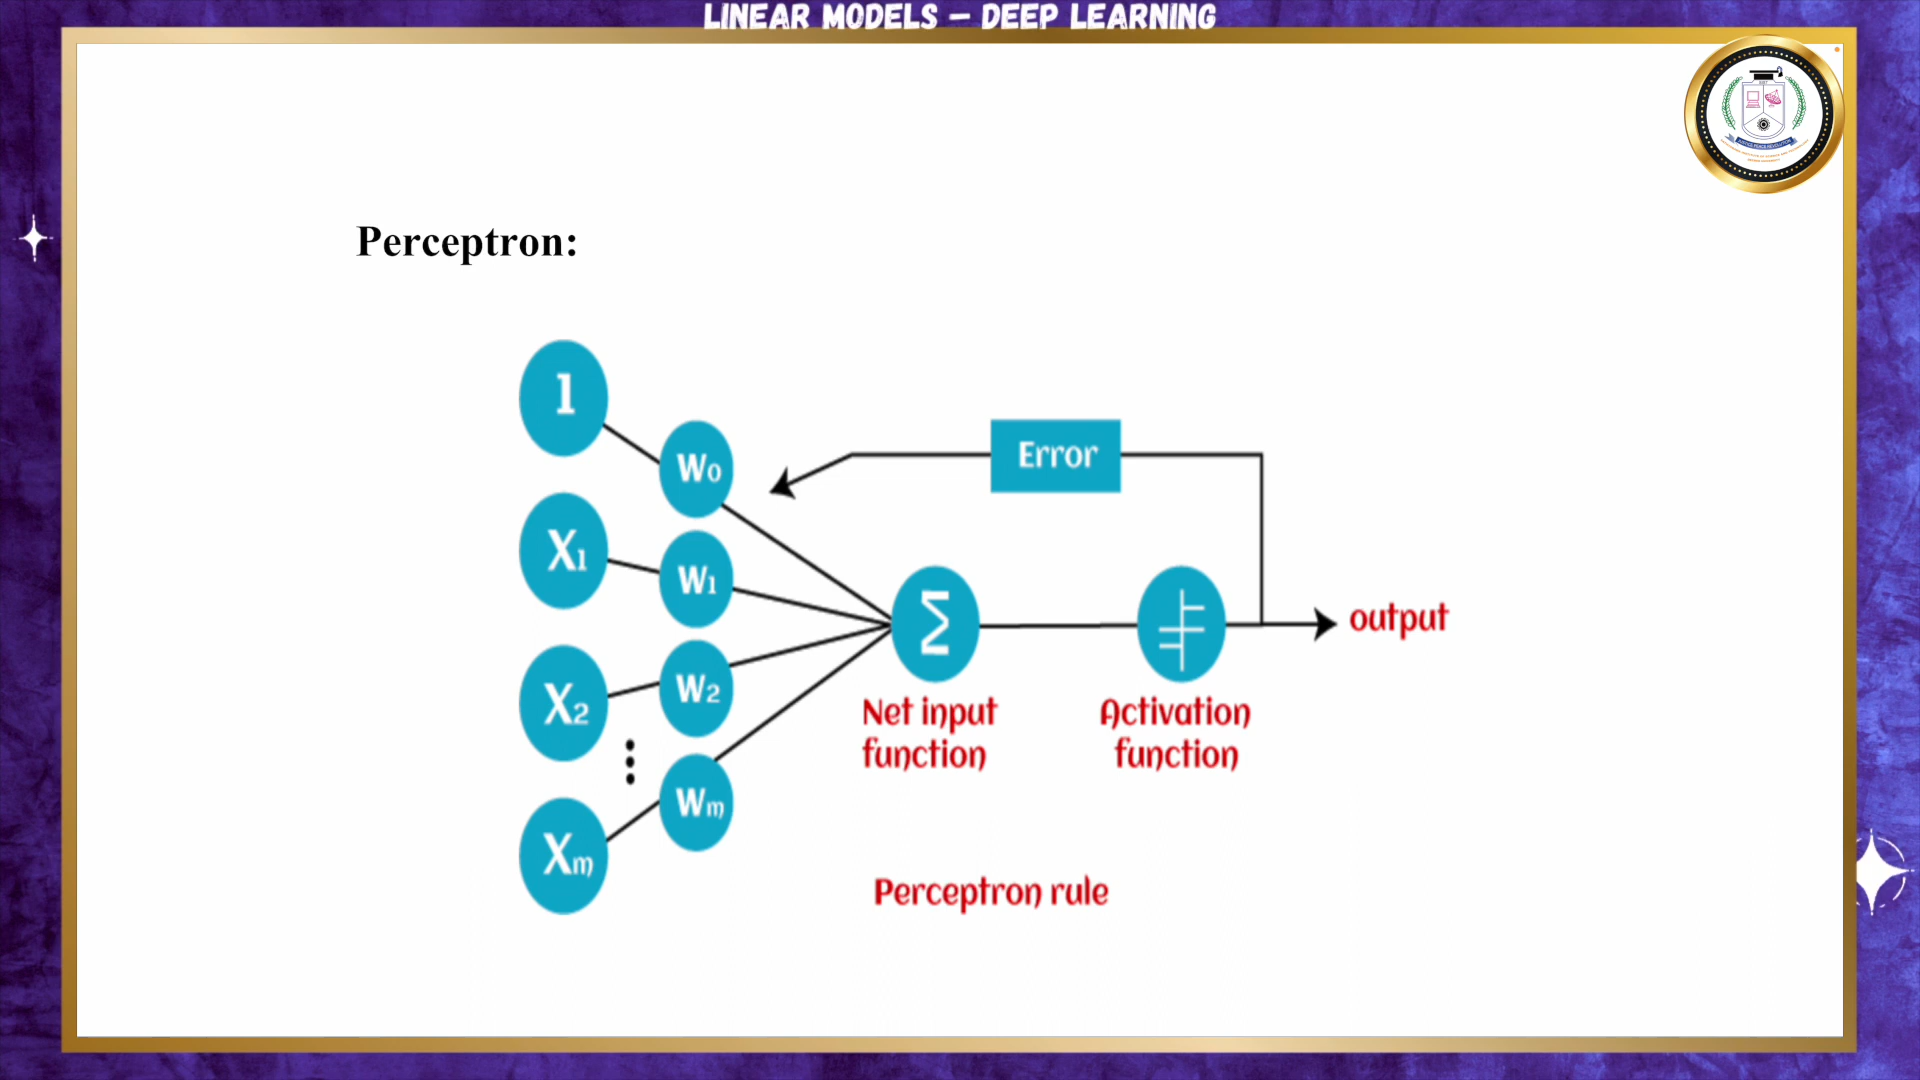 LINEAR MODELS – DEEP LEARNING
Perceptron:
1
W0
Error
X1
W1
Σ
output
X2
W2
Net input
function
Activation
function
Xm
Wm
Perceptron rule